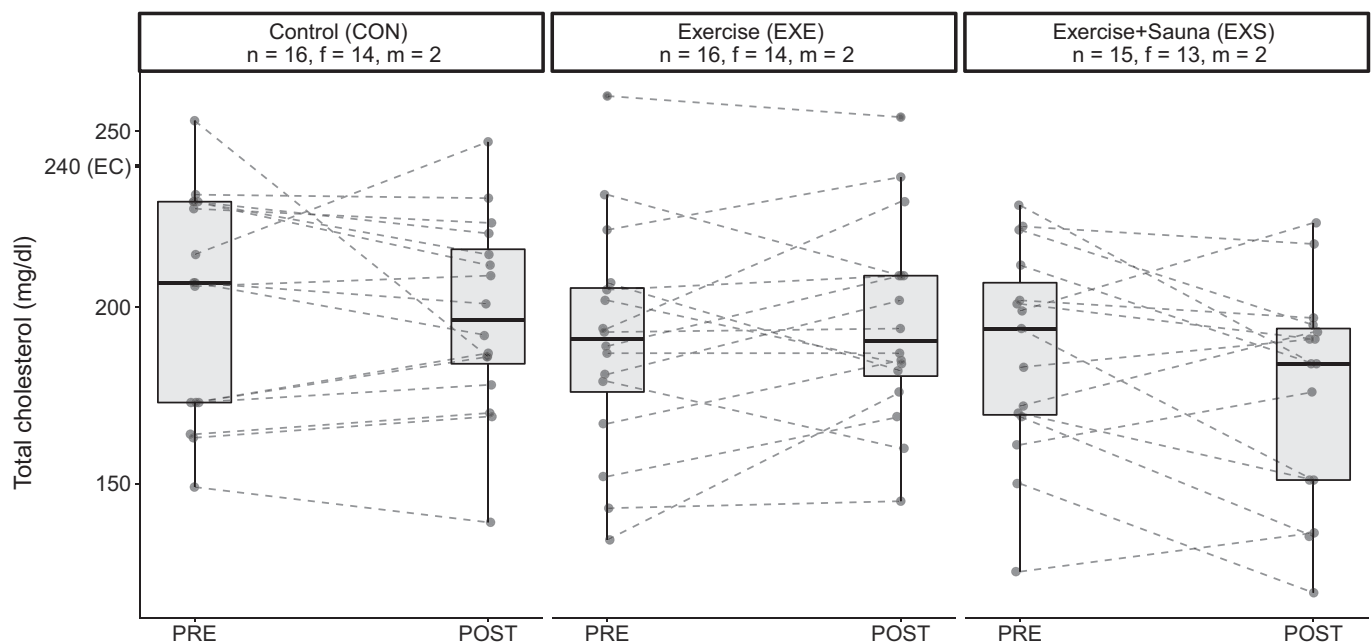 Control (CON)
n = 16, f = 14, m = 2
Exercise (EXE)
n = 16, f = 14, m = 2
Exercise+Sauna (EXS)
n = 15, f = 13, m = 2
Total cholesterol (mg/dl)
250
240 (EC)
200
150
PRE
POST
PRE
POST
PRE
POST